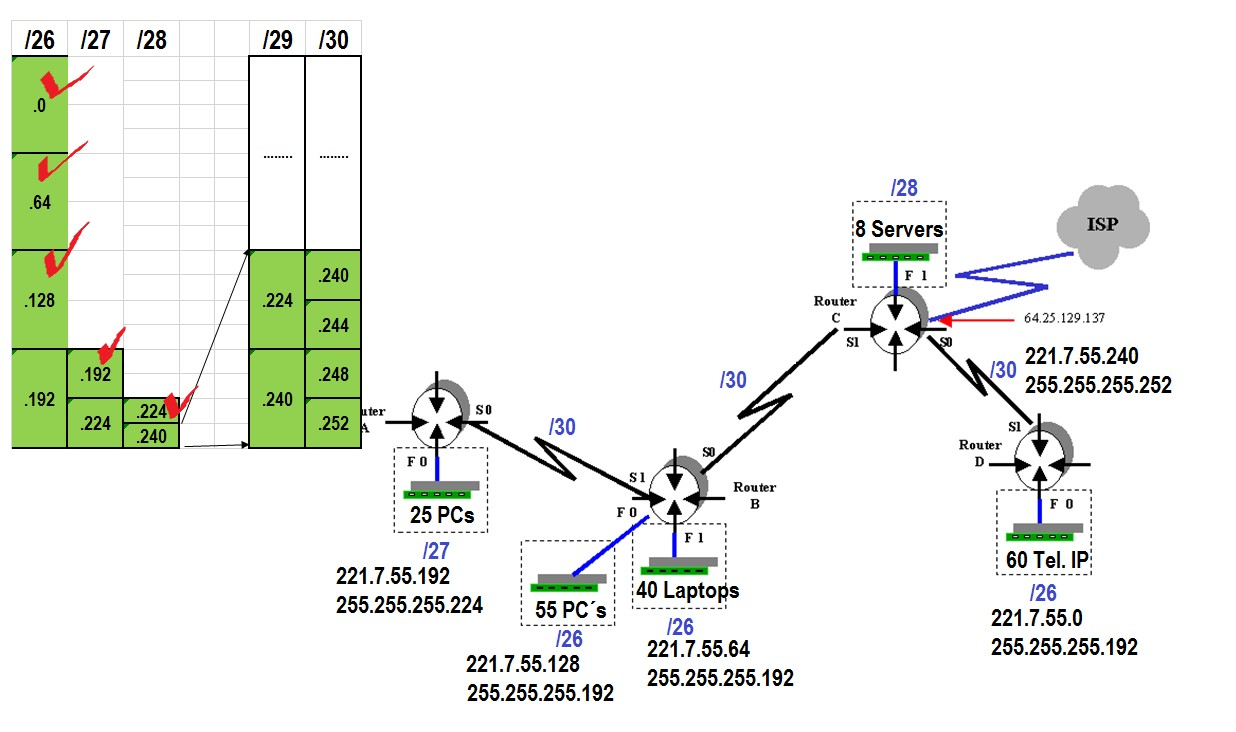 /26 /27 /28 /29 /30
.0
.64
.128
.192
.192
.224
.224
.240
........
........
.224
.240
.240
.244
.248
.252
/28
8 Servers
F 1
ISP
Router
C
S1
S0
64.25.129.137
/30
221.7.55.240
255.255.255.252
/30
A
S0
F 0
25 PCs
/27
221.7.55.192
255.255.255.224
/30
S 1
S0
F 0
F 1
Router
B
55 PC´s
/26
221.7.55.128
255.255.255.192
40 Laptops
/26
221.7.55.64
255.255.255.192
S1
Router
D
F 0
60 Tel. IP
/26
221.7.55.0
255.255.255.192